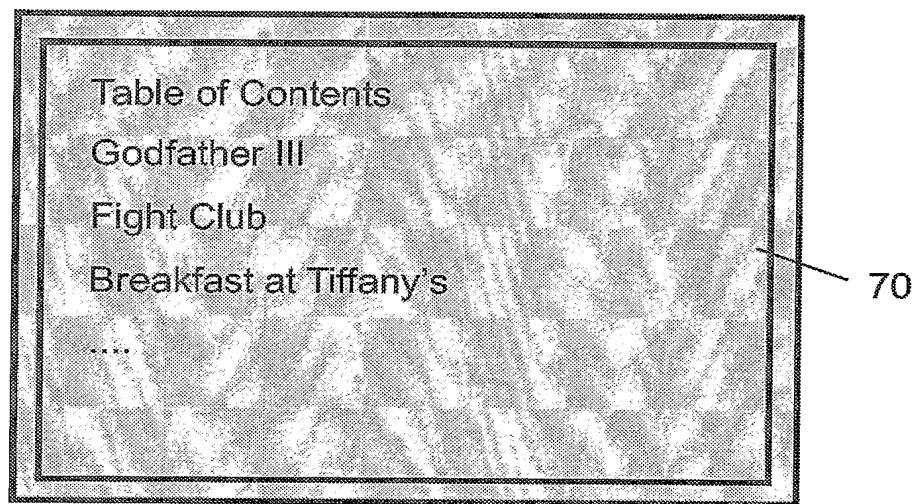 Table of Contents
Godfather III
Fight Club
Breakfast at Tiffany's
....
70